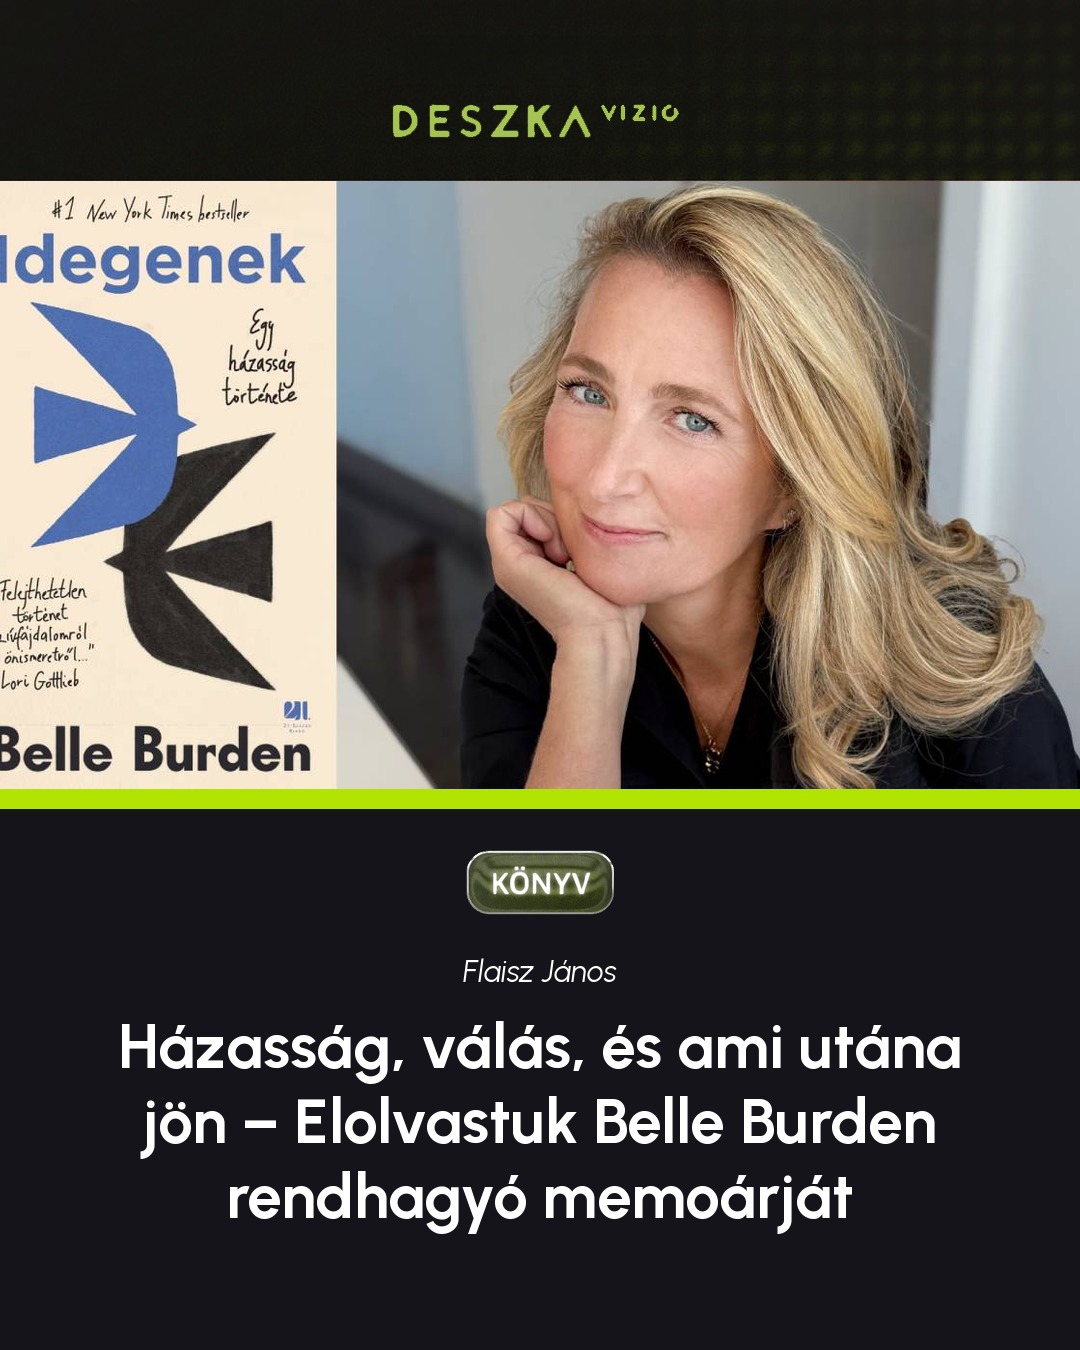 DESZKA VIZIO
#1 New York Times bestseller
Idegenek
Egy
házasság
története
Felejthetetlen
történet
önismeretről..."
Lori Gottlieb
21.
Belle Burden
KÖNYV
Flaisz János
Házasság, válás, és ami utána
jön – Elolvastuk Belle Burden
rendhagyó memoárját